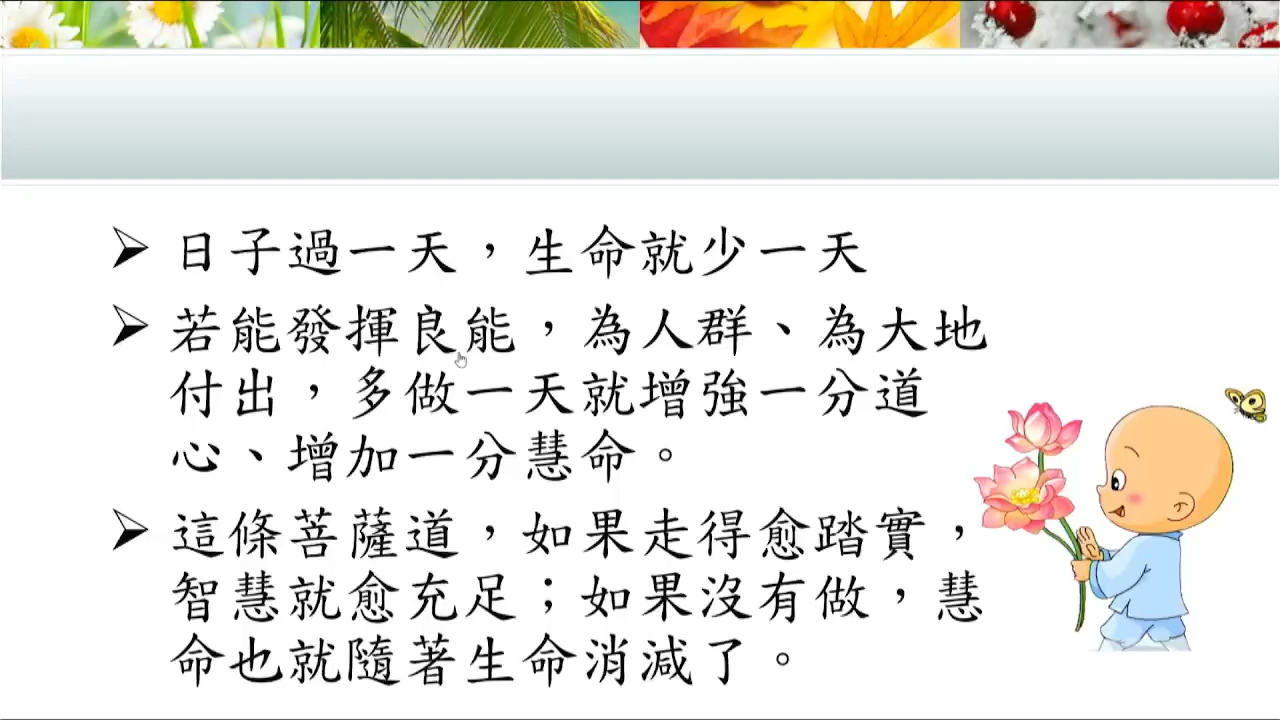 日子過一天，生命就少一天
若能發揮良能，為人群、為大地
付出，多做一天就增強一分道
心、增加一分慧命。
這條菩薩道，如果走得愈踏實，
智慧就愈充足；如果沒有做，慧
命也就隨著生命消減了。